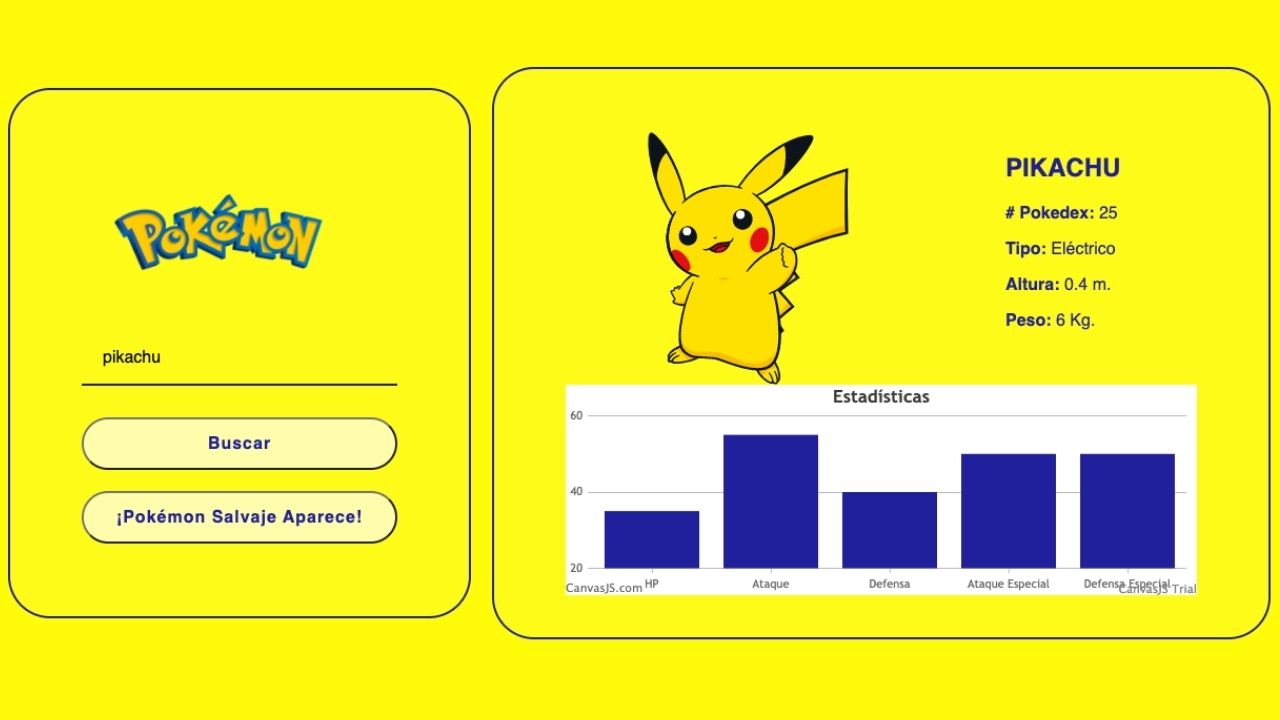 POKéMON
pikachu
Buscar
¡Pokémon Salvaje Aparece!
PIKACHU
# Pokedex: 25
Tipo: Eléctrico
Altura: 0.4 m.
Peso: 6 Kg.
Estadísticas
60
40
20
HP Ataque Defensa Ataque Especial Defensa Especial
CanvasJS.com CanvasJS Trial